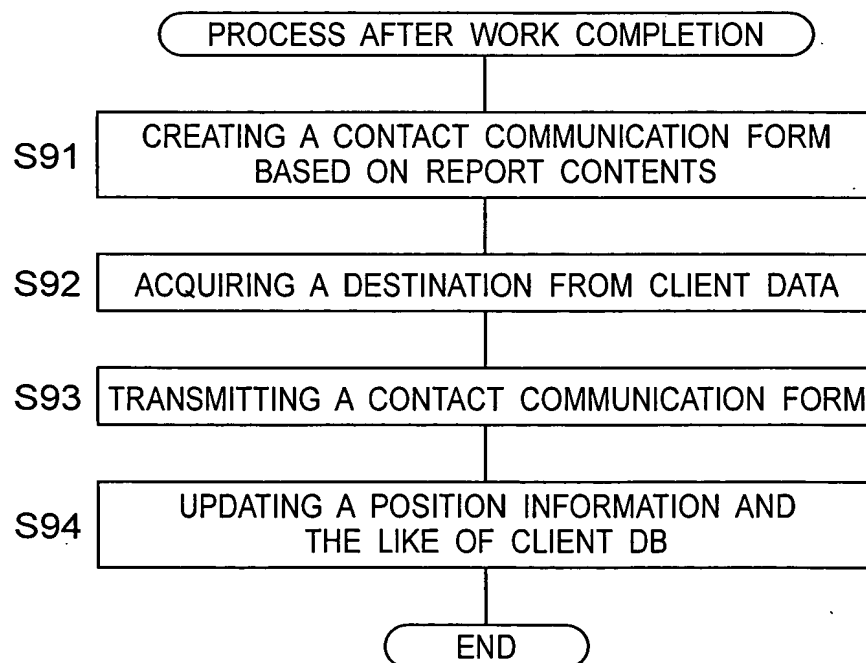 PROCESS AFTER WORK COMPLETION
S91
CREATING A CONTACT COMMUNICATION FORM
BASED ON REPORT CONTENTS
S92
ACQUIRING A DESTINATION FROM CLIENT DATA
S93
TRANSMITTING A CONTACT COMMUNICATION FORM
S94
UPDATING A POSITION INFORMATION AND
THE LIKE OF CLIENT DB
END